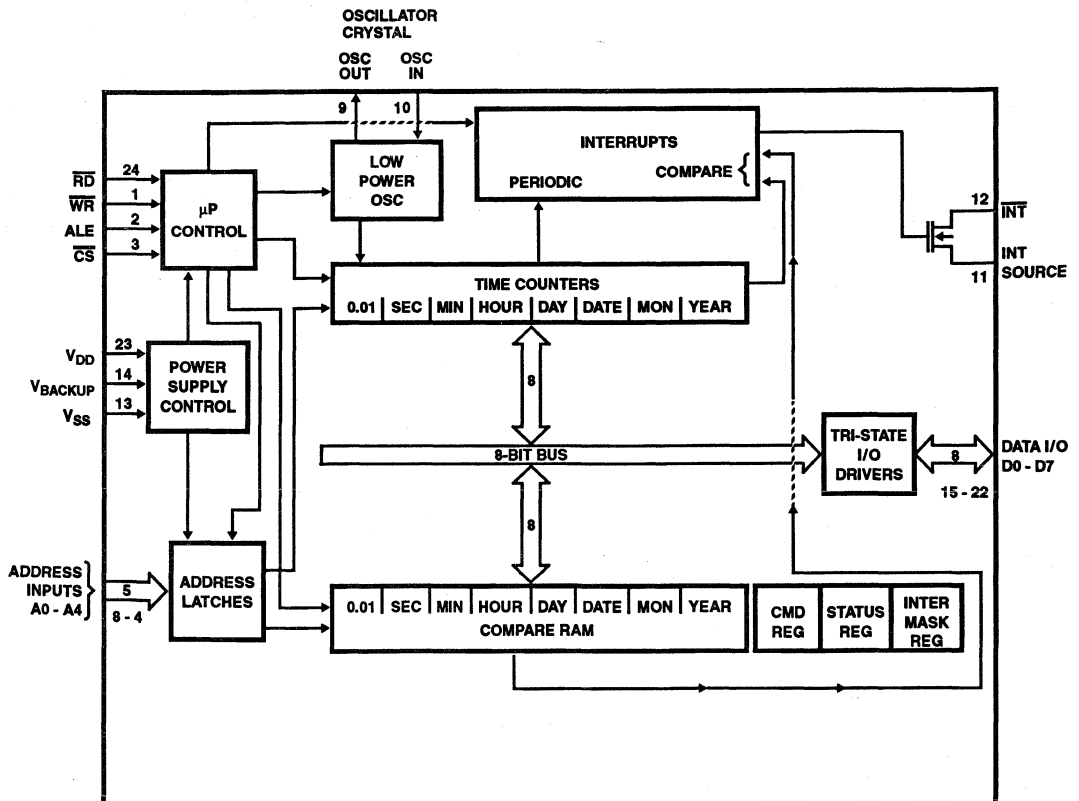 OSCILLATOR
CRYSTAL
OSC
OUT
OSC
IN
9
10
INTERRUPTS
COMPARE {
PERIODIC
LOW
POWER
OSC
RD
24
WR
1
ALE
2
CS
3
μP
CONTROL
12
INT
INT
SOURCE
11
TIME COUNTERS
0.01 SEC MIN HOUR DAY DATE MON YEAR
VDD
23
VBACKUP
14
VSS
13
POWER
SUPPLY
CONTROL
8
8-BIT BUS
TRI-STATE
I/O
DRIVERS
8
DATA I/O
D0 - D7
15 - 22
8
ADDRESS
INPUTS
A0 - A4
5
8 - 4
ADDRESS
LATCHES
0.01 SEC MIN HOUR DAY DATE MON YEAR
COMPARE RAM
CMD
REG
STATUS
REG
INTER
MASK
REG